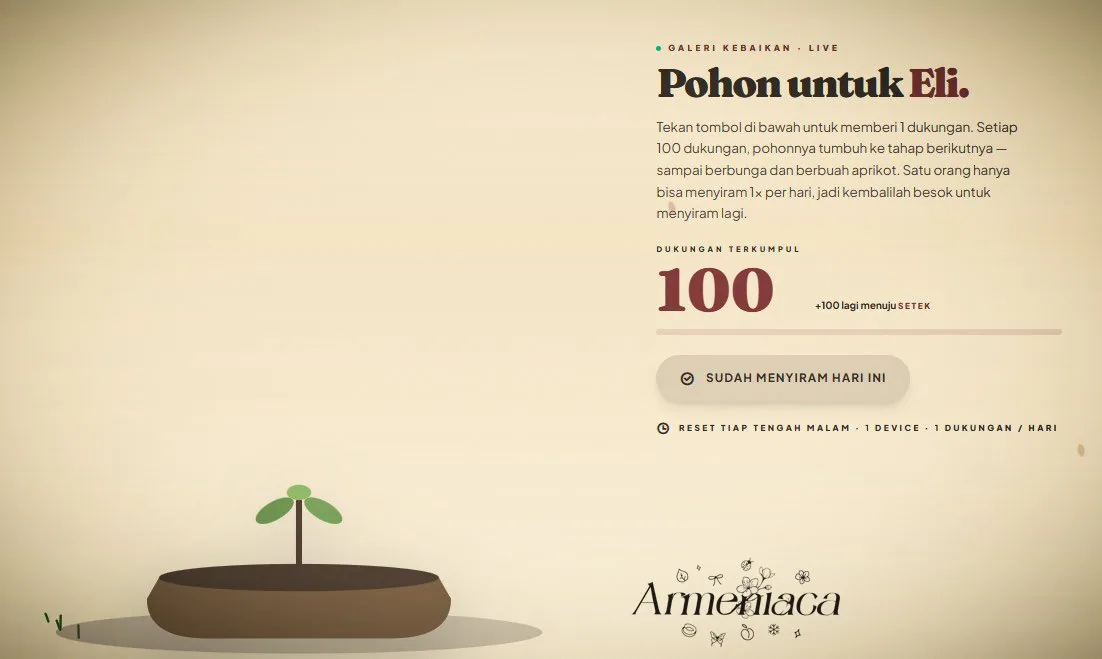 GALERI KEBAIKAN · LIVE
Pohon untuk Eli.
Tekan tombol di bawah untuk memberi 1 dukungan. Setiap
100 dukungan, pohonnya tumbuh ke tahap berikutnya —
sampai berbunga dan berbuah aprikot. Satu orang hanya
bisa menyiram 1× per hari, jadi kembalilah besok untuk
menyiram lagi.
DUKUNGAN TERKUMPUL
100
+100 lagi menuju SETEK
SUDAH MENYIRAM HARI INI
RESET TIAP TENGAH MALAM · 1 DEVICE · 1 DUKUNGAN / HARI
Armeniaca